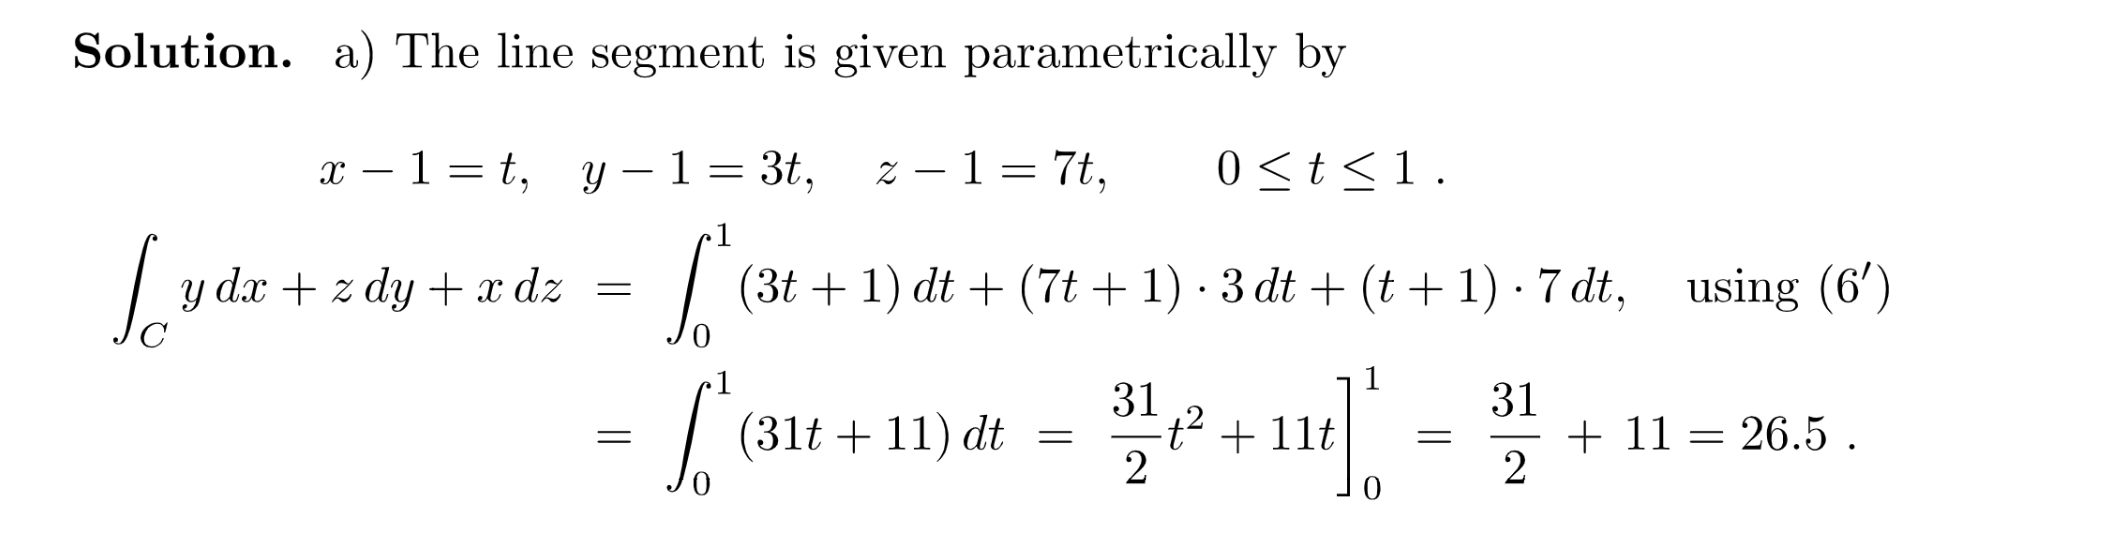 Solution. a) The line segment is given parametrically by
x − 1 = t, y − 1 = 3t, z − 1 = 7t, 0 ≤ t ≤ 1 .
∫_C y dx + z dy + x dz = ∫_0^1 (3t + 1) dt + (7t + 1) · 3 dt + (t + 1) · 7 dt, using (6′)
= ∫_0^1 (31t + 11) dt = 31/2 t² + 11t ]_0^1 = 31/2 + 11 = 26.5 .